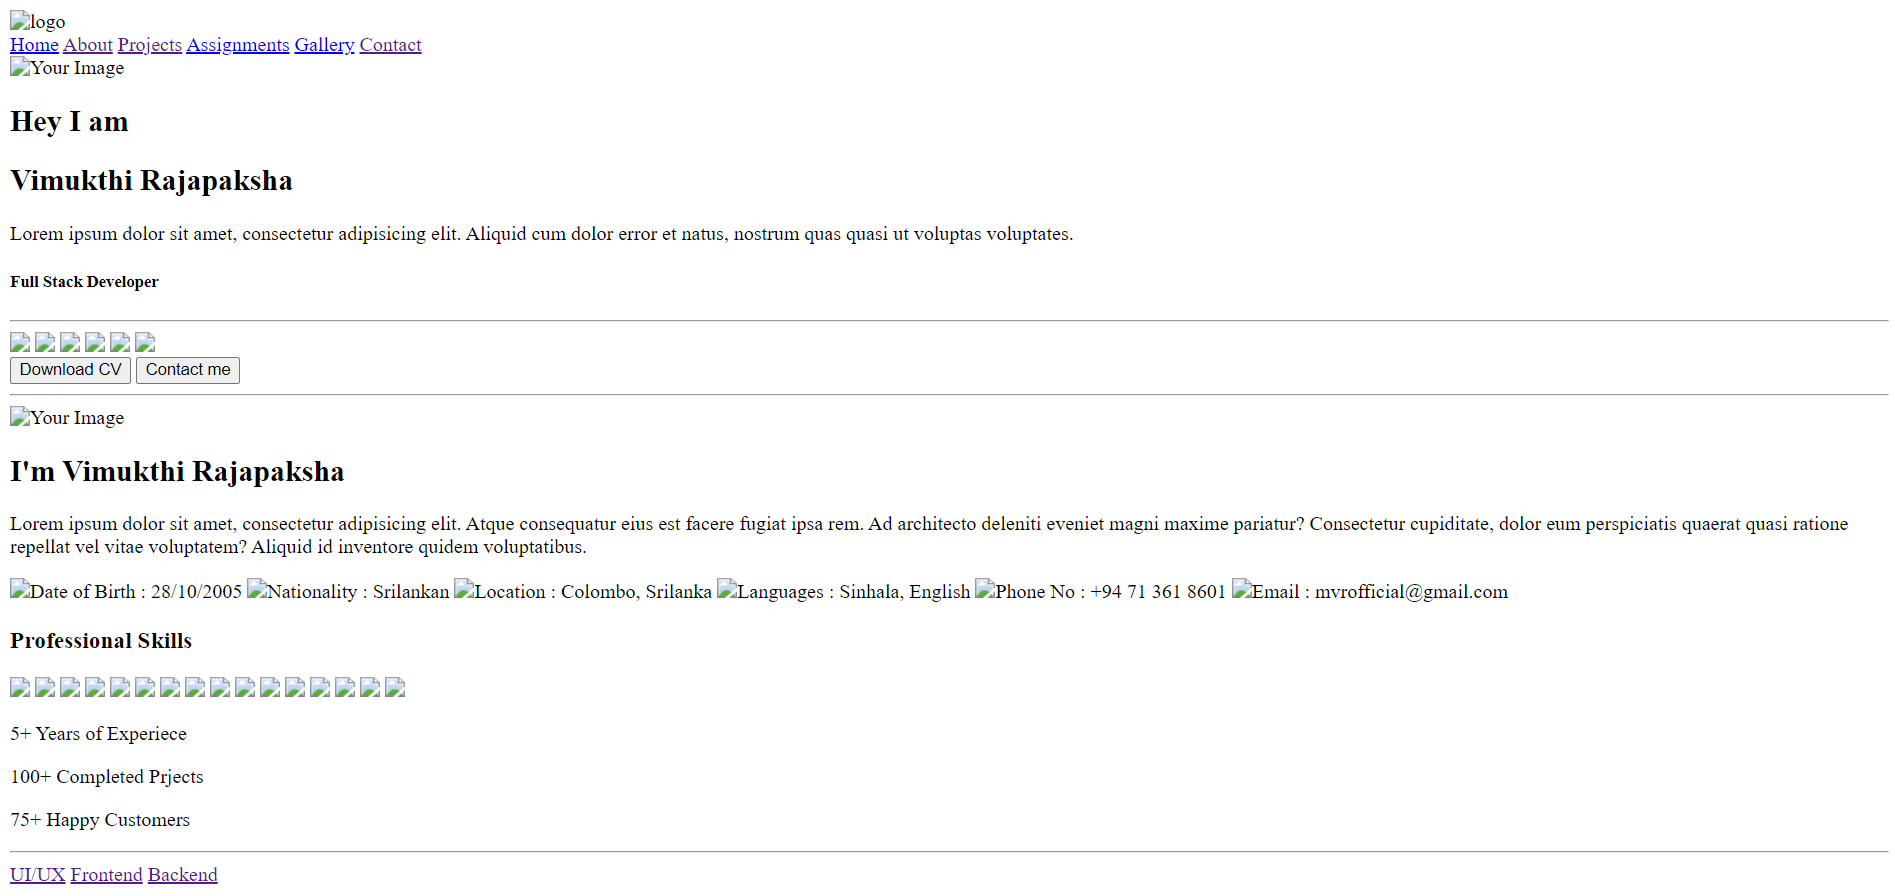 logo
Home About Projects Assignments Gallery Contact
Your Image
Hey I am
Vimukthi Rajapaksha
Lorem ipsum dolor sit amet, consectetur adipisicing elit. Aliquid cum dolor error et natus, nostrum quas quasi ut voluptas voluptates.
Full Stack Developer
Download CV Contact me
Your Image
I'm Vimukthi Rajapaksha
Lorem ipsum dolor sit amet, consectetur adipisicing elit. Atque consequatur eius est facere fugiat ipsa rem. Ad architecto deleniti eveniet magni maxime pariatur? Consectetur cupiditate, dolor eum perspiciatis quaerat quasi ratione
repellat vel vitae voluptatem? Aliquid id inventore quidem voluptatibus.
Date of Birth : 28/10/2005 Nationality : Srilankan Location : Colombo, Srilanka Languages : Sinhala, English Phone No : +94 71 361 8601 Email : mvrofficial@gmail.com
Professional Skills
5+ Years of Experiece
100+ Completed Prjects
75+ Happy Customers
UI/UX Frontend Backend